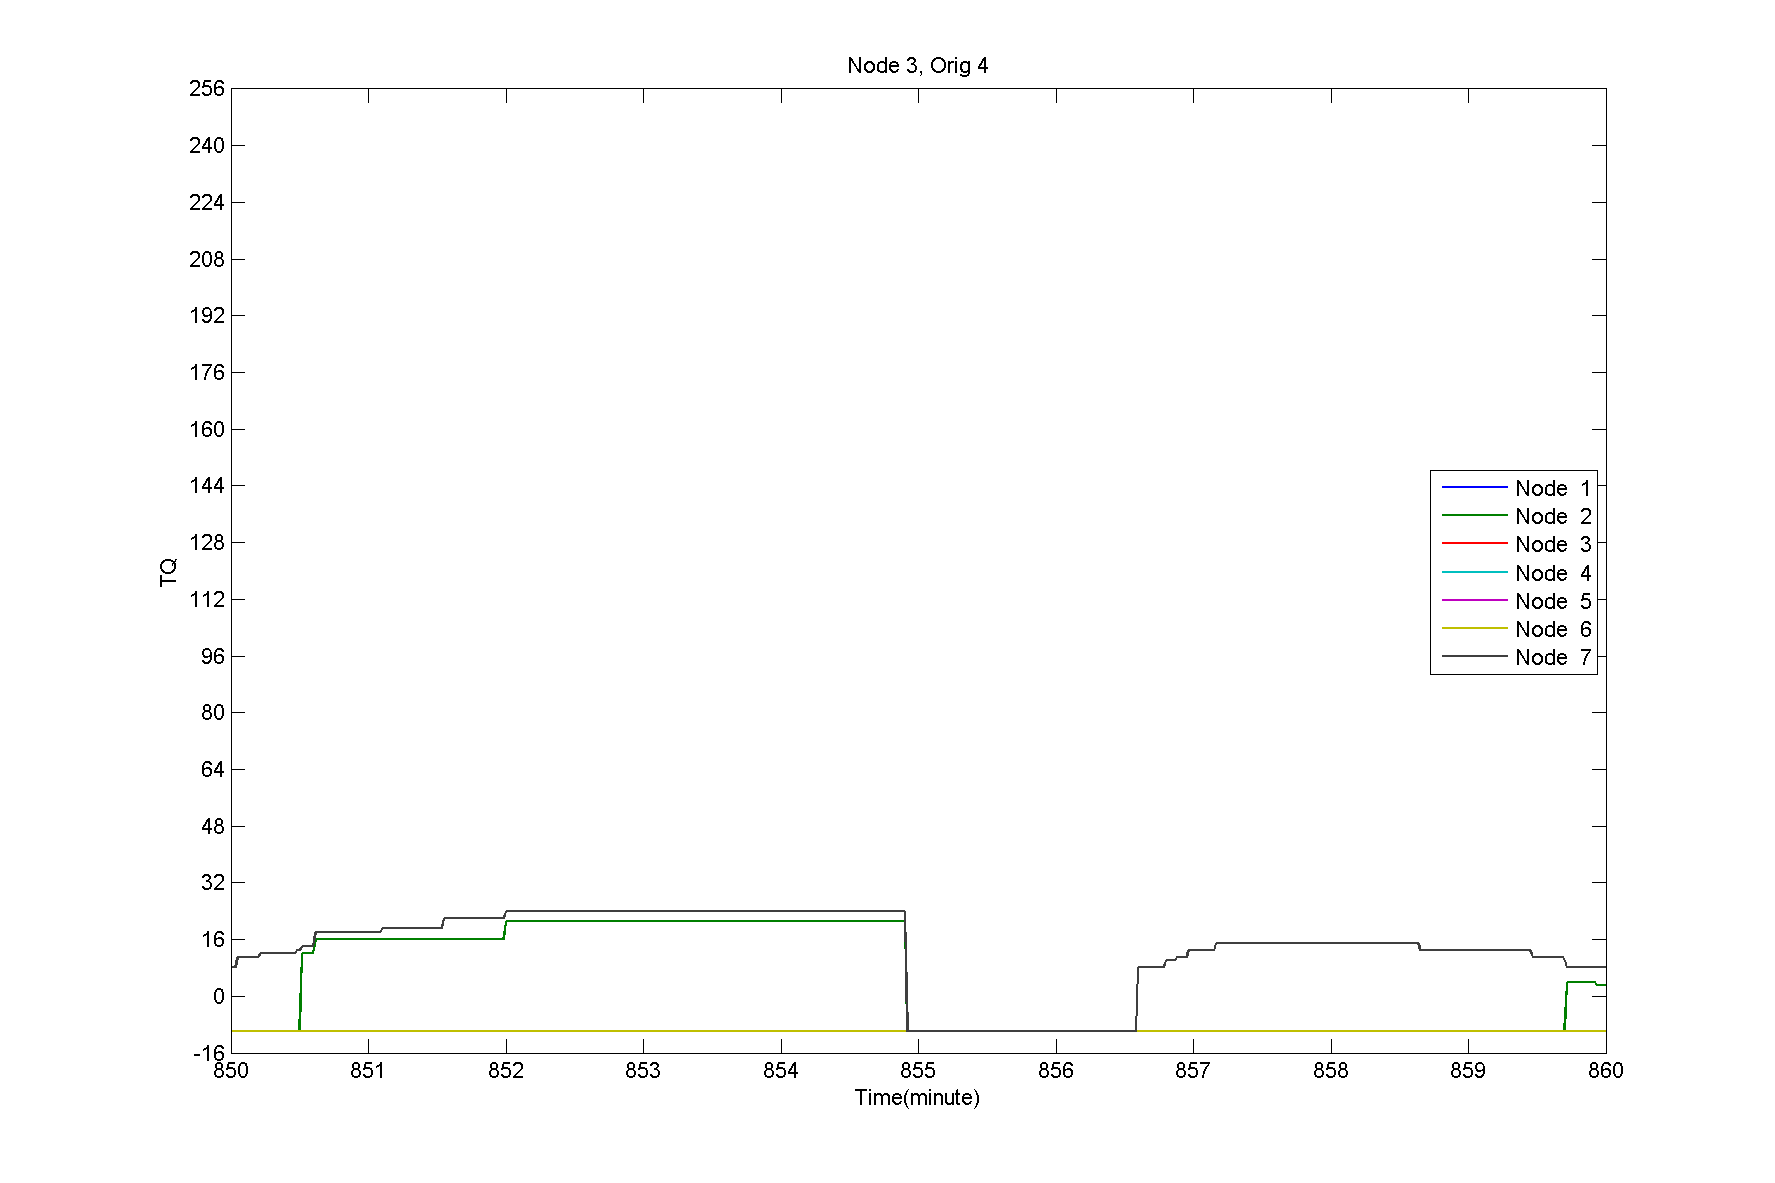 Node 3, Orig 4
256
240
224
208
192
176
160
144
128
112
96
80
64
48
32
16
0
-16
TQ
Node 1
Node 2
Node 3
Node 4
Node 5
Node 6
Node 7
850 851 852 853 854 855 856 857 858 859 860
Time(minute)